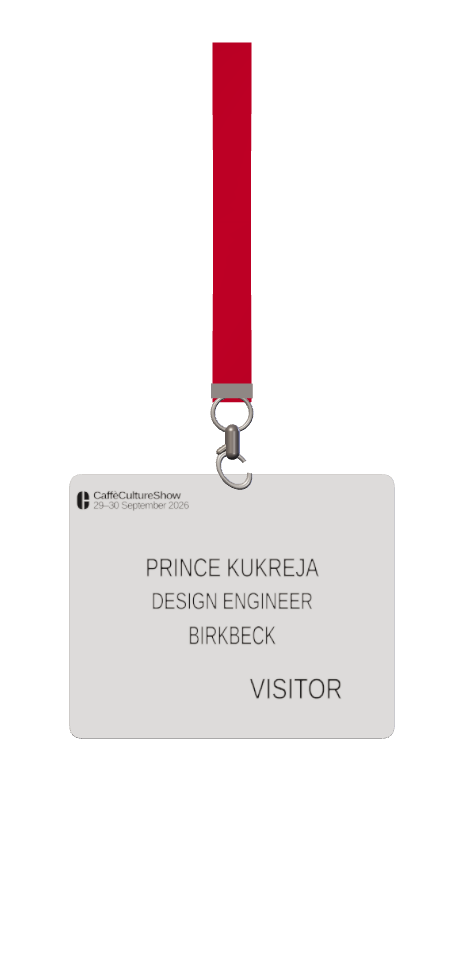 CaffèCultureShow
29–30 September 2026
PRINCE KUKREJA
DESIGN ENGINEER
BIRKBECK
VISITOR